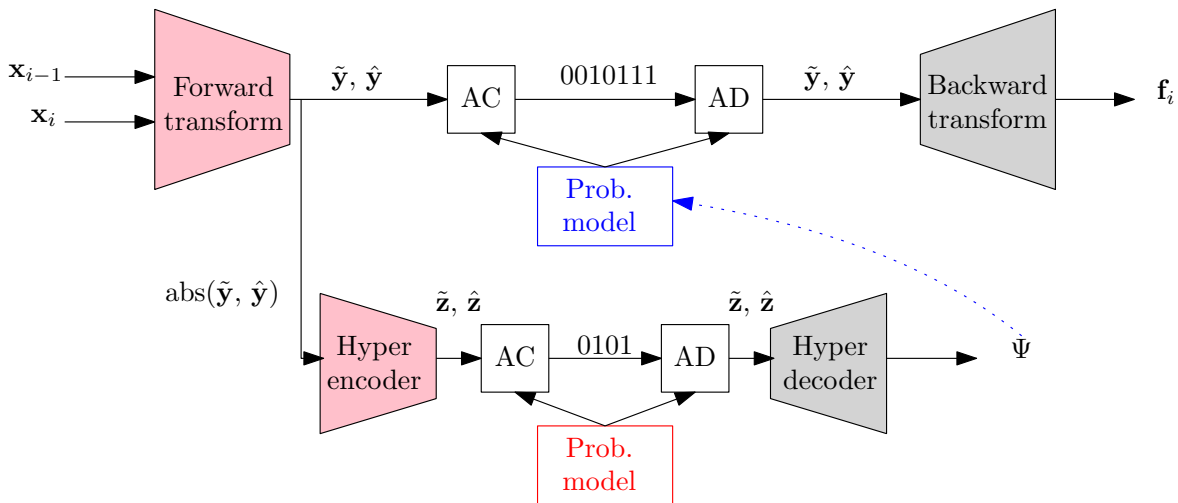 x_{i−1}
x_i
Forward
transform
ỹ, ŷ
AC
0010111
AD
ỹ, ŷ
Backward
transform
f_i
Prob.
model
abs(ỹ, ŷ)
Hyper
encoder
z̃, ẑ
AC
0101
AD
z̃, ẑ
Hyper
decoder
Ψ
Prob.
model